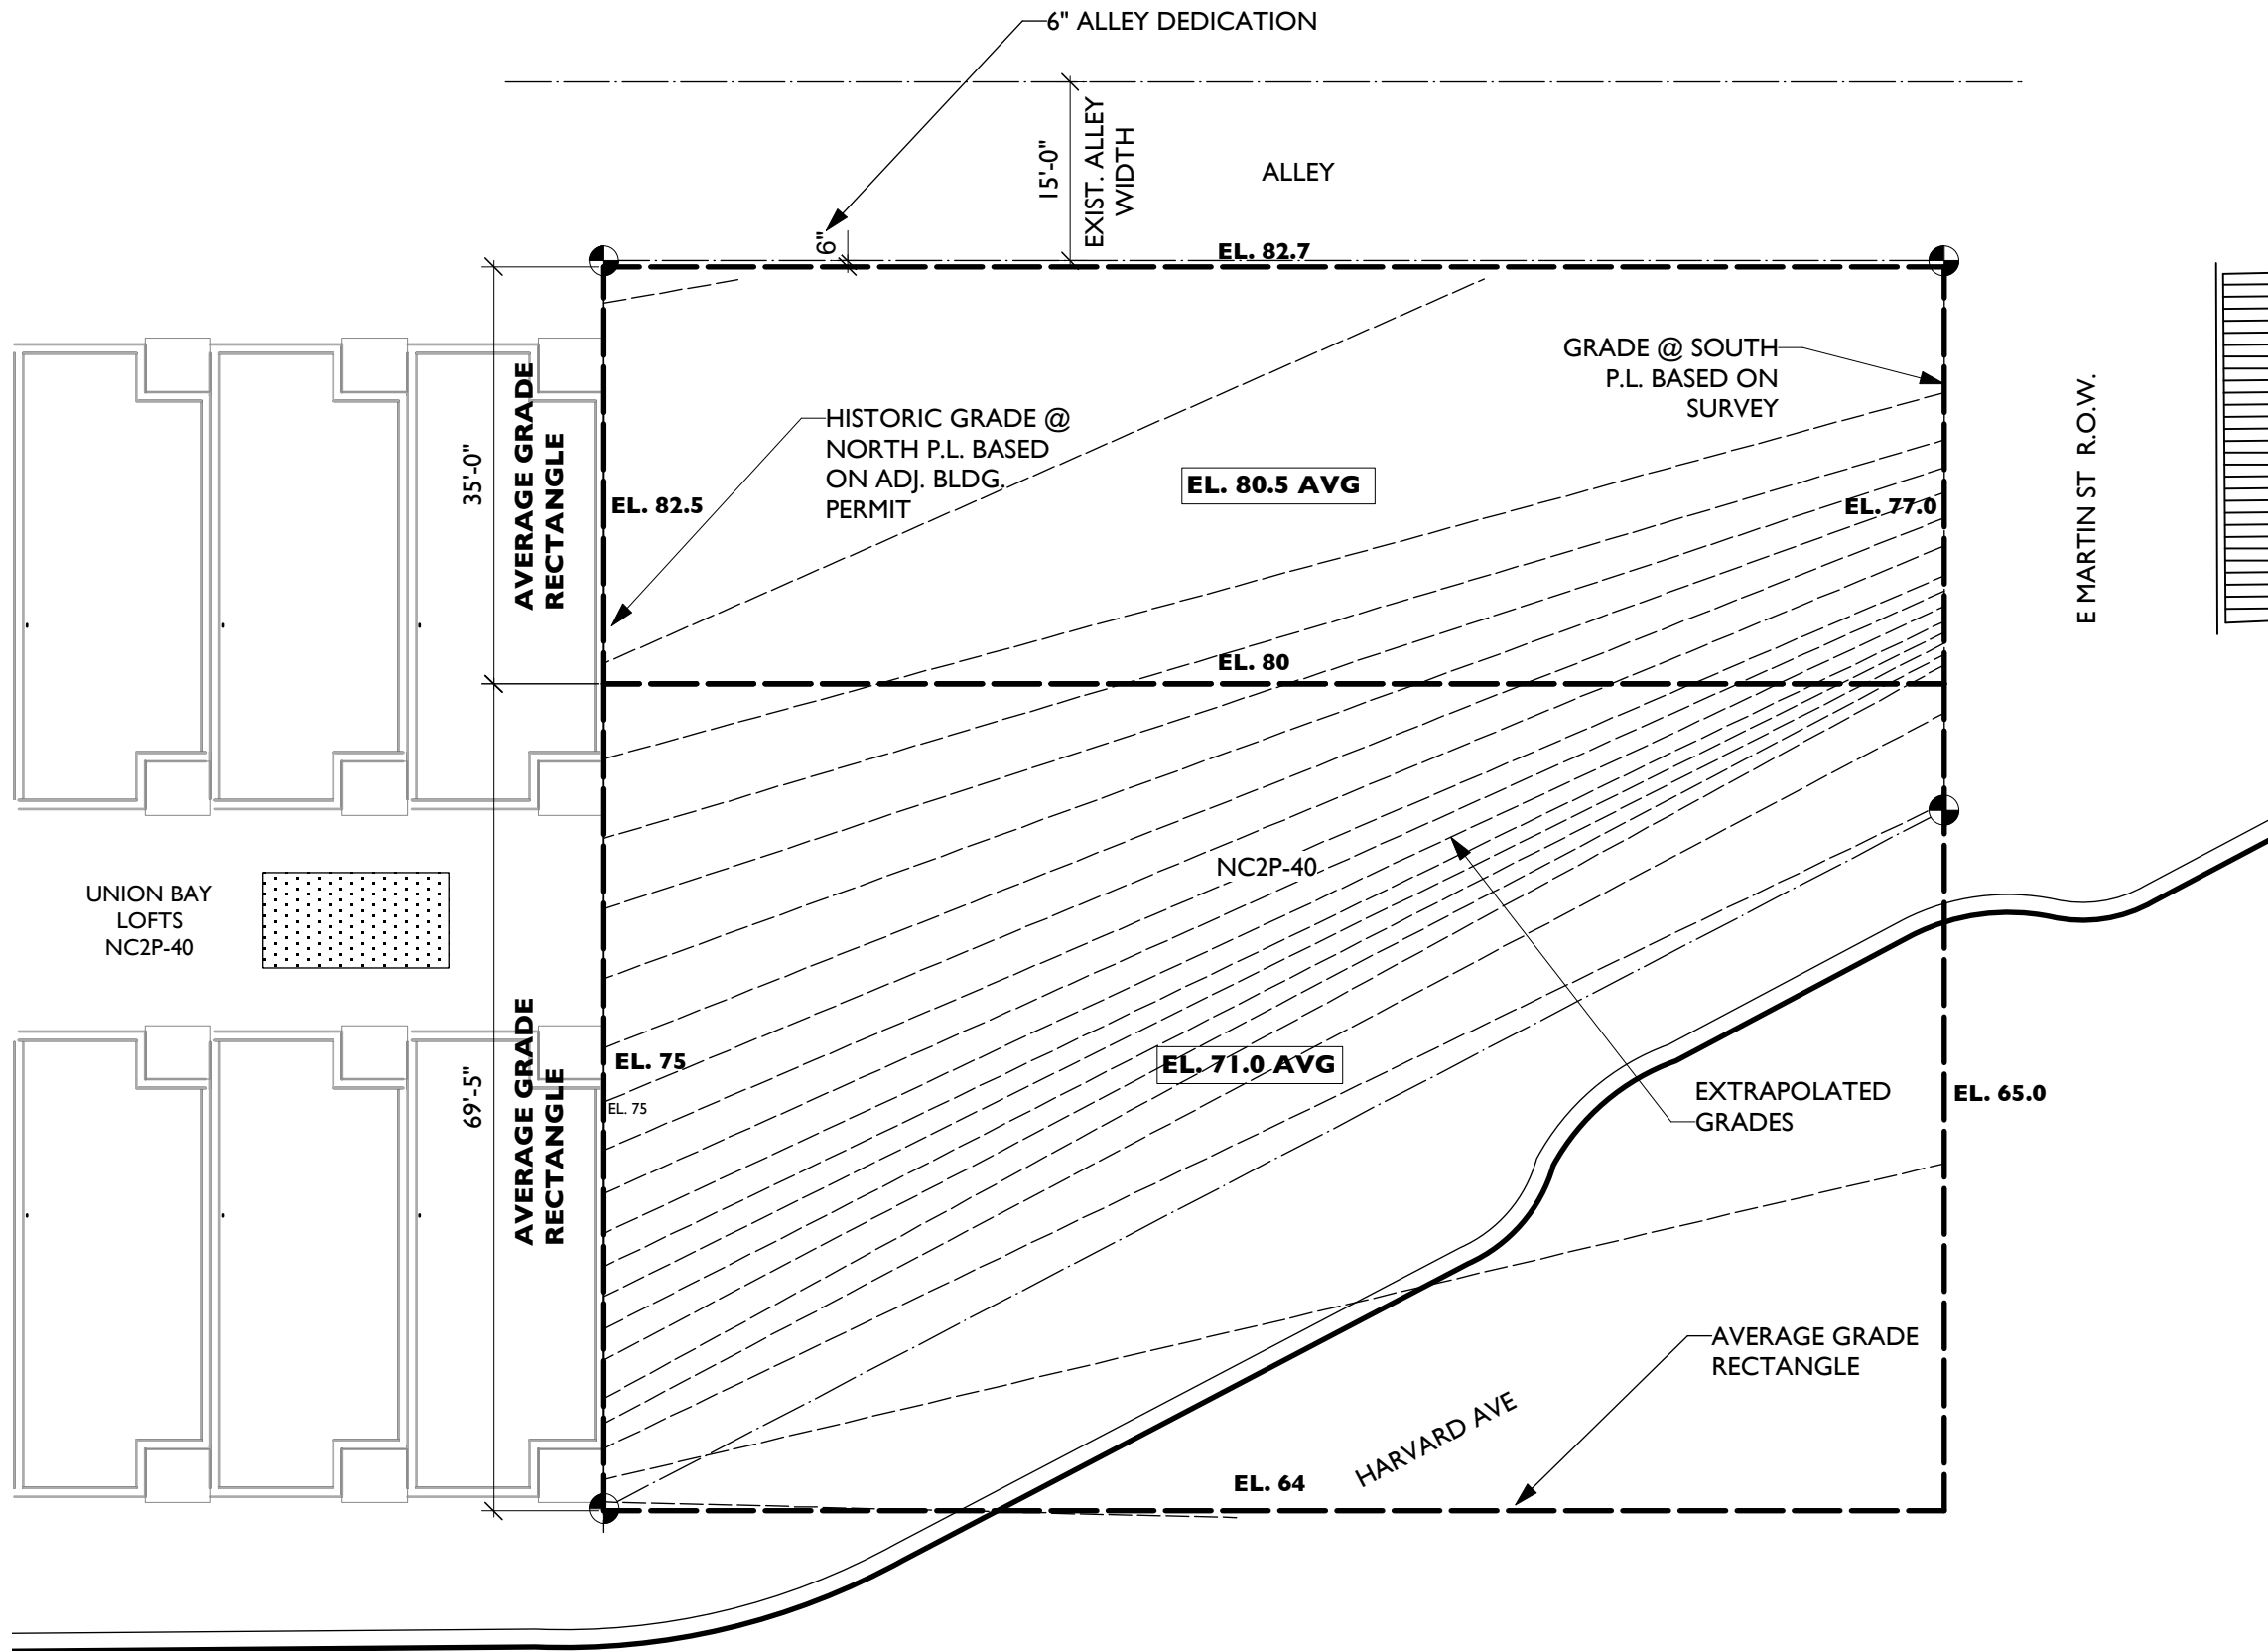 6" ALLEY DEDICATION
15'-0"
EXIST. ALLEY
WIDTH
ALLEY
6"
EL. 82.7
GRADE @ SOUTH
P.L. BASED ON
SURVEY
HISTORIC GRADE @
NORTH P.L. BASED
ON ADJ. BLDG.
PERMIT
35'-0"
AVERAGE GRADE
RECTANGLE
EL. 82.5
EL. 80.5 AVG
EL. 77.0
E MARTIN ST R.O.W.
EL. 80
NC2P-40
UNION BAY
LOFTS
NC2P-40
69'-5"
AVERAGE GRADE
RECTANGLE
EL. 75
EL. 75
EL. 71.0 AVG
EXTRAPOLATED
GRADES
EL. 65.0
AVERAGE GRADE
RECTANGLE
HARVARD AVE
EL. 64